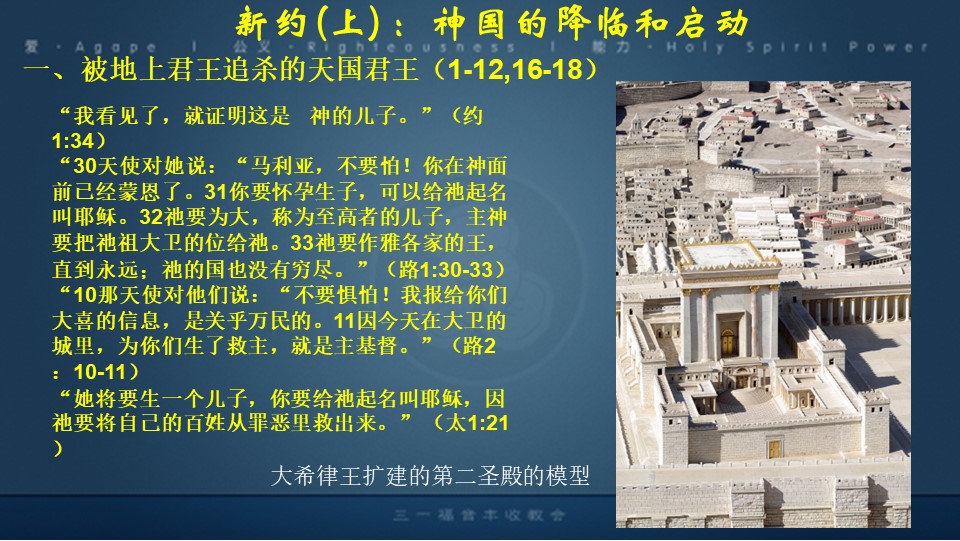 新约(上)：神国的降临和启动
爱·Agape | 公义·Righteousness | 能力·Holy Spirit Power
一、被地上君王追杀的天国君王（1-12,16-18）
“我看见了，就证明这是 神的儿子。”（约
1:34）
“30天使对她说：“马利亚，不要怕！你在神面
前已经蒙恩了。31你要怀孕生子，可以给祂起名
叫耶稣。32祂要为大，称为至高者的儿子，主神
要把祂祖大卫的位给祂。33祂要作雅各家的王，
直到永远；祂的国也没有穷尽。”（路1:30-33）
“10那天使对他们说：“不要惧怕！我报给你们
大喜的信息，是关乎万民的。11因今天在大卫的
城里，为你们生了救主，就是主基督。”（路2
：10-11）
“她将要生一个儿子，你要给祂起名叫耶稣，因
祂要将自己的百姓从罪恶里救出来。”（太1:21
）
大希律王扩建的第二圣殿的模型
三一福音丰收教会